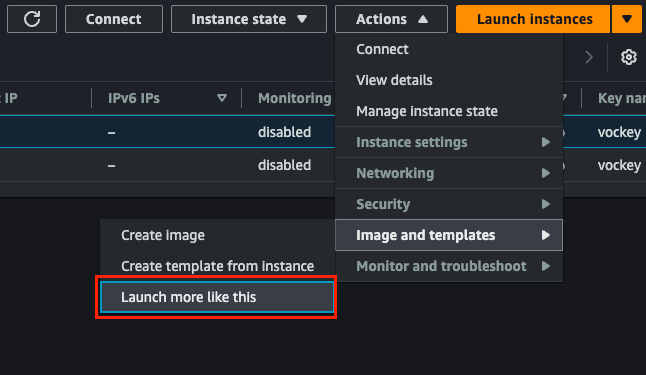 Connect
Instance state
Actions
Launch instances
Connect
View details
Manage instance state
Instance settings
Networking
Security
Image and templates
Monitor and troubleshoot
IP
IPv6 IPs
Monitoring
Key nam
–
disabled
vockey
–
disabled
vockey
Create image
Create template from instance
Launch more like this